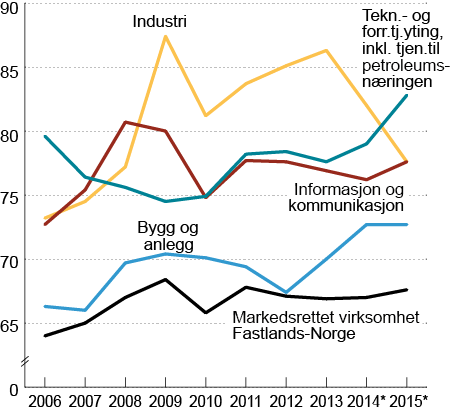 90
85
80
75
70
65
0
Industri
Tekn.- og
forr.tj.yting,
inkl. tjen.til
petroleums-
næringen
Informasjon og
kommunikasjon
Bygg og
anlegg
Markedsrettet virksomhet
Fastlands-Norge
2006 2007 2008 2009 2010 2011 2012 2013 2014* 2015*